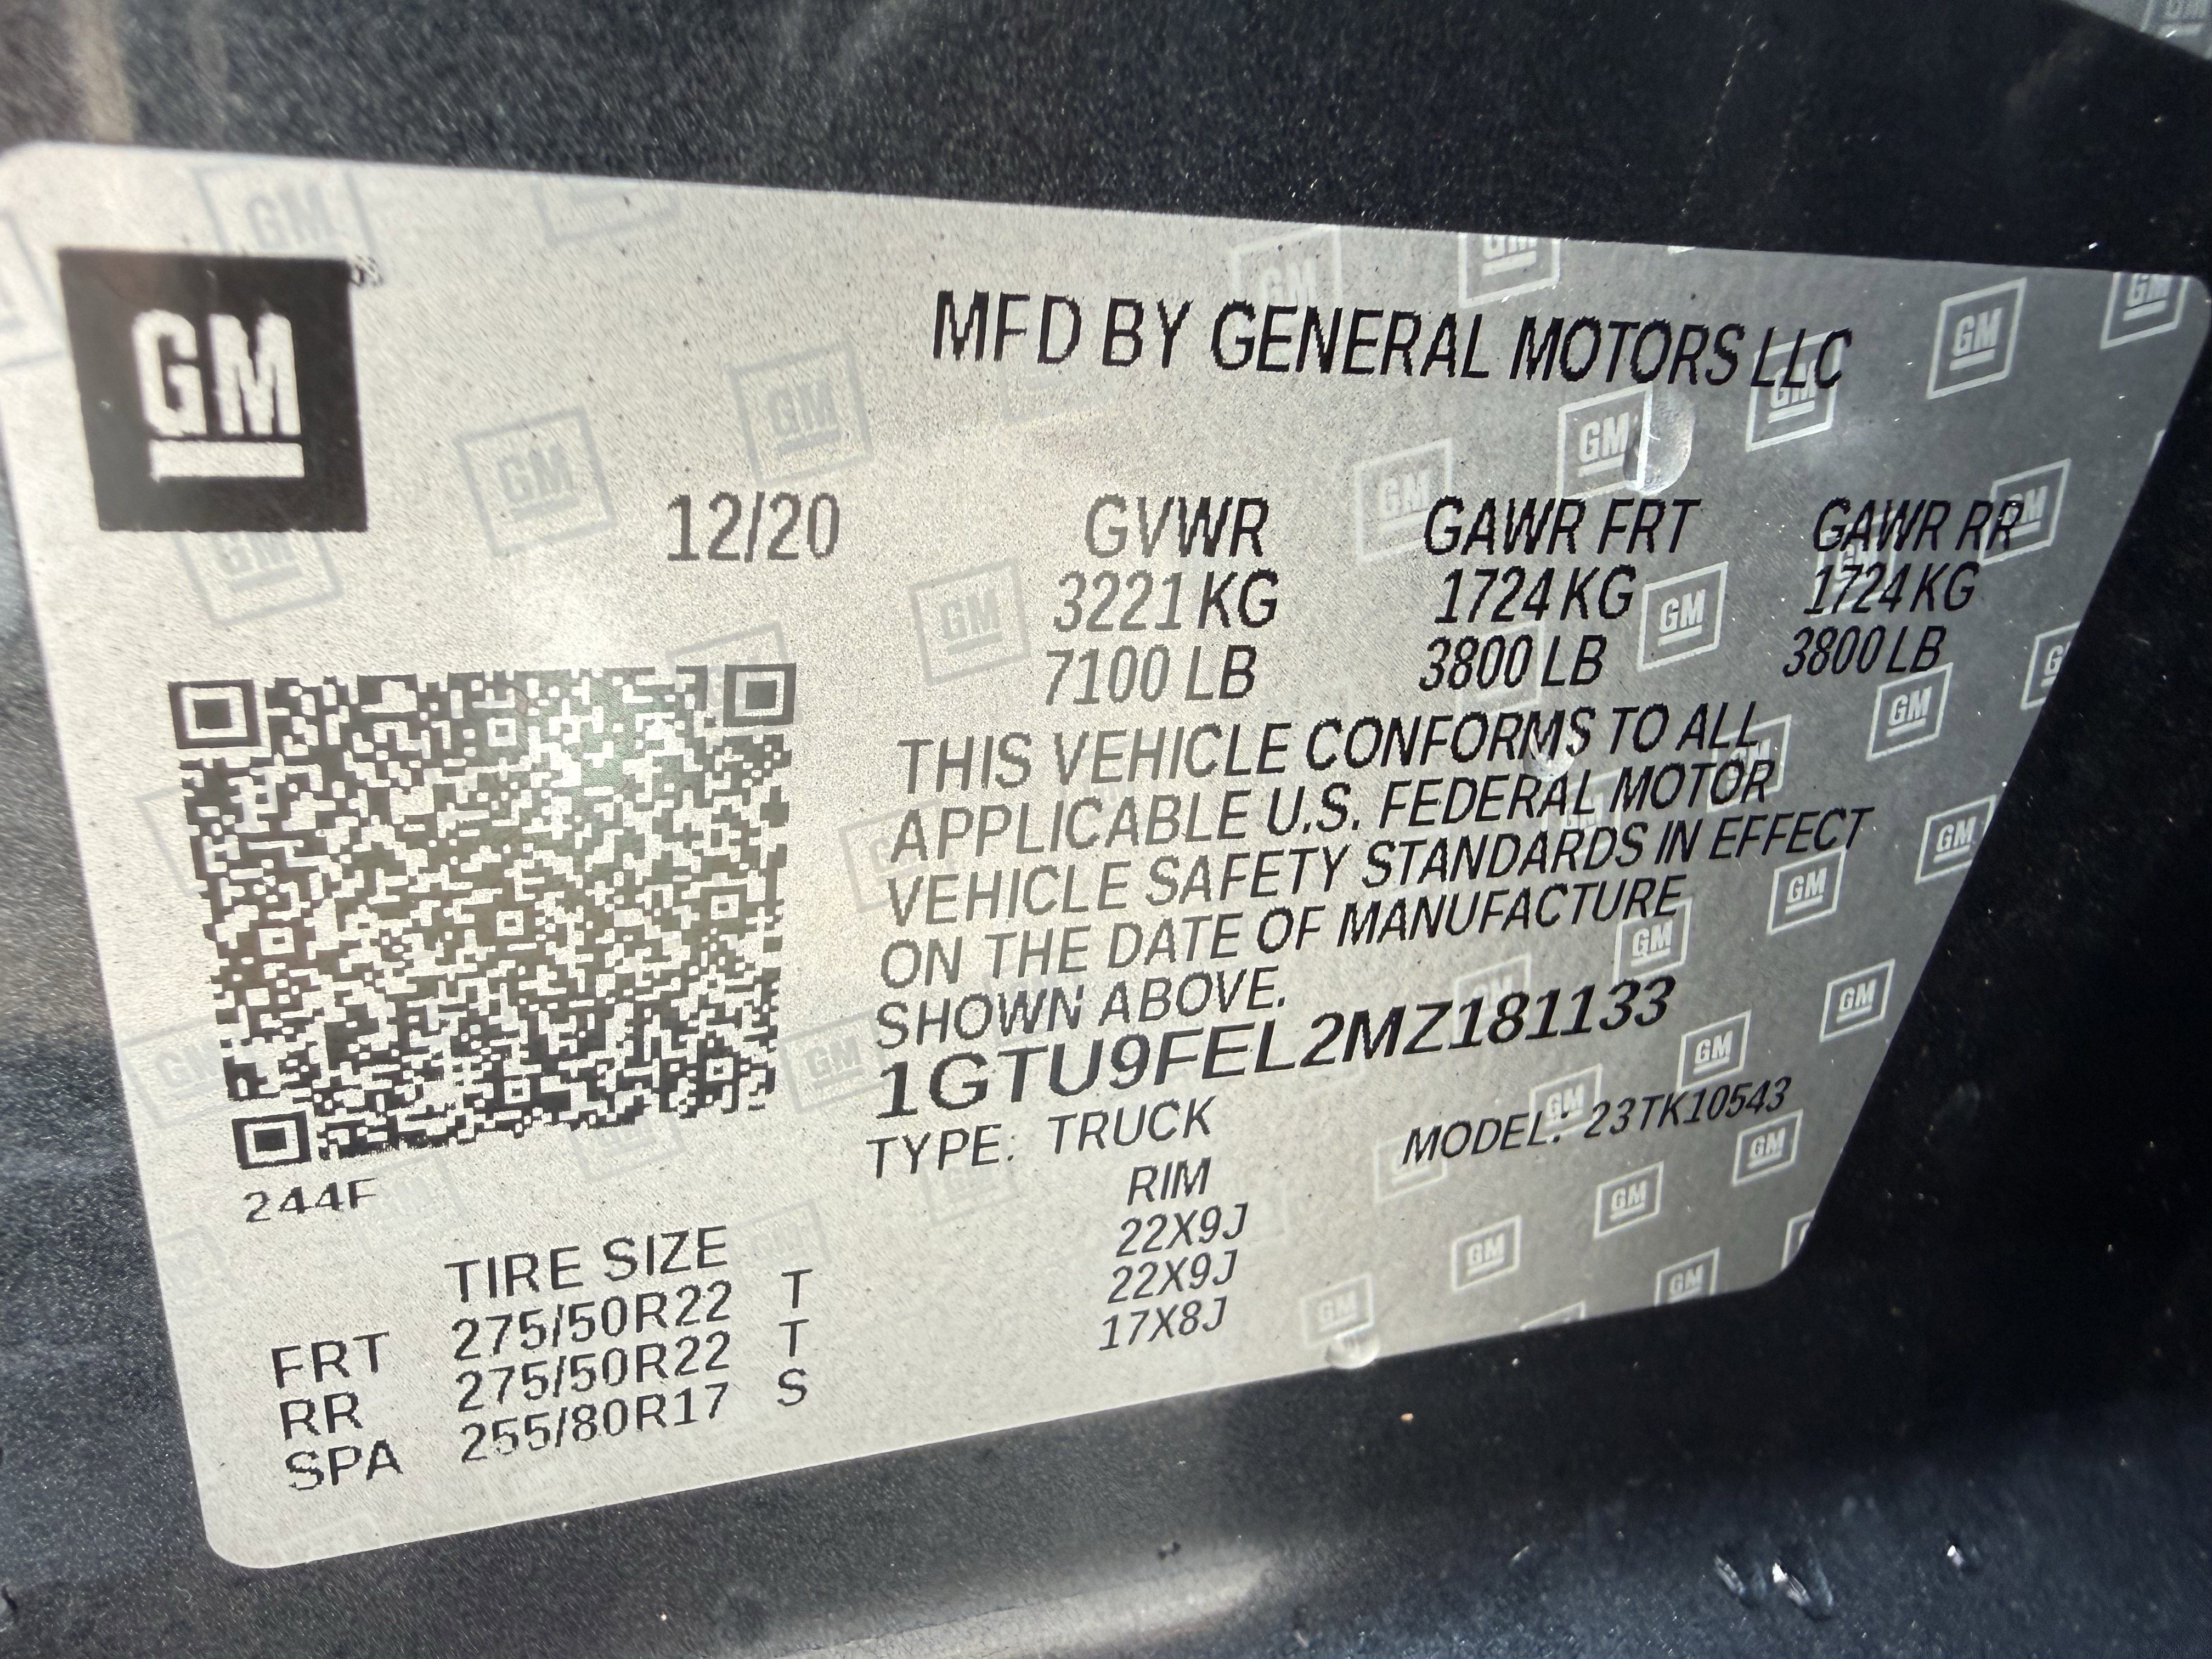 GM
MFD BY GENERAL MOTORS LLC
12/20
GVWR GAWR FRT GAWR RR
3221 KG 1724 KG 1724 KG
7100 LB 3800 LB 3800 LB
THIS VEHICLE CONFORMS TO ALL
APPLICABLE U.S. FEDERAL MOTOR
VEHICLE SAFETY STANDARDS IN EFFECT
ON THE DATE OF MANUFACTURE
SHOWN ABOVE.
1GTU9FEL2MZ181133
TYPE: TRUCK MODEL: 23TK10543
244F
TIRE SIZE RIM
FRT 275/50R22 T 22X9J
RR 275/50R22 T 22X9J
SPA 255/80R17 S 17X8J